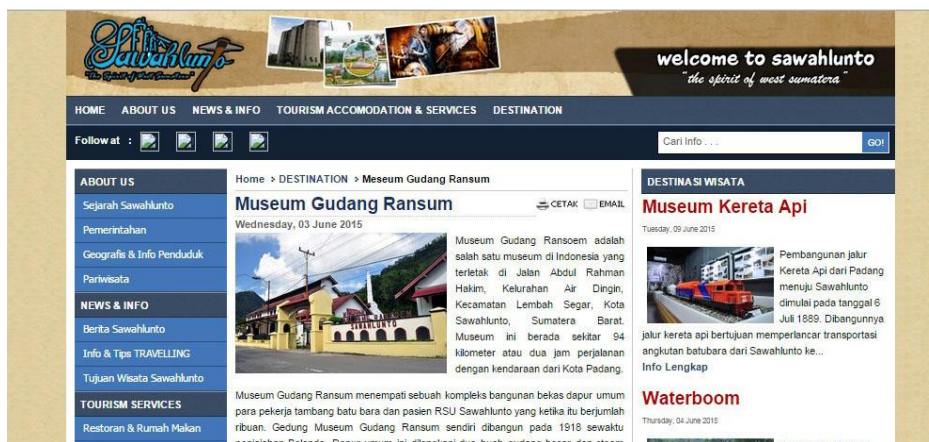 Sawahlunto
"The Spirit of West Sumatera"
welcome to sawahlunto
"the spirit of west sumatera"
HOME ABOUT US NEWS & INFO TOURISM ACCOMODATION & SERVICES DESTINATION
Follow at :
Cari Info . . . GO!
ABOUT US
Sejarah Sawahlunto
Pemerintahan
Geografis & Info Penduduk
Pariwisata
NEWS & INFO
Berita Sawahlunto
Info & Tips TRAVELLING
Tujuan Wisata Sawahlunto
TOURISM SERVICES
Restoran & Rumah Makan
Home > DESTINATION > Meseum Gudang Ransum
Museum Gudang Ransum
CETAK EMAIL
Wednesday, 03 June 2015
SAWAHLUNTO
Museum Gudang Ransoem adalah
salah satu museum di Indonesia yang
terletak di Jalan Abdul Rahman
Hakim, Kelurahan Air Dingin,
Kecamatan Lembah Segar, Kota
Sawahlunto, Sumatera Barat.
Museum ini berada sekitar 94
kilometer atau dua jam perjalanan
dengan kendaraan dari Kota Padang.
Museum Gudang Ransum menempati sebuah kompleks bangunan bekas dapur umum
para pekerja tambang batu bara dan pasien RSU Sawahlunto yang ketika itu berjumlah
ribuan. Gedung Museum Gudang Ransum sendiri dibangun pada 1918 sewaktu
DESTINASI WISATA
Museum Kereta Api
Tuesday, 09 June 2015
Pembangunan jalur
Kereta Api dari Padang
menuju Sawahlunto
dimulai pada tanggal 6
Juli 1889. Dibangunnya
jalur kereta api bertujuan memperlancar transportasi
angkutan batubara dari Sawahlunto ke...
Info Lengkap
Waterboom
Thursday, 04 June 2015